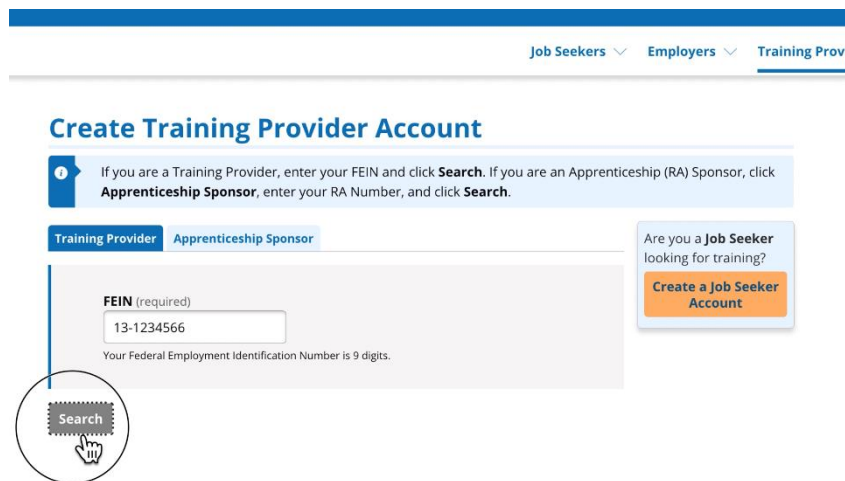 Job Seekers Employers Training Prov
Create Training Provider Account
If you are a Training Provider, enter your FEIN and click Search. If you are an Apprenticeship (RA) Sponsor, click
Apprenticeship Sponsor, enter your RA Number, and click Search.
Training Provider Apprenticeship Sponsor
FEIN (required)
13-1234566
Your Federal Employment Identification Number is 9 digits.
Search
Are you a Job Seeker
looking for training?
Create a Job Seeker
Account